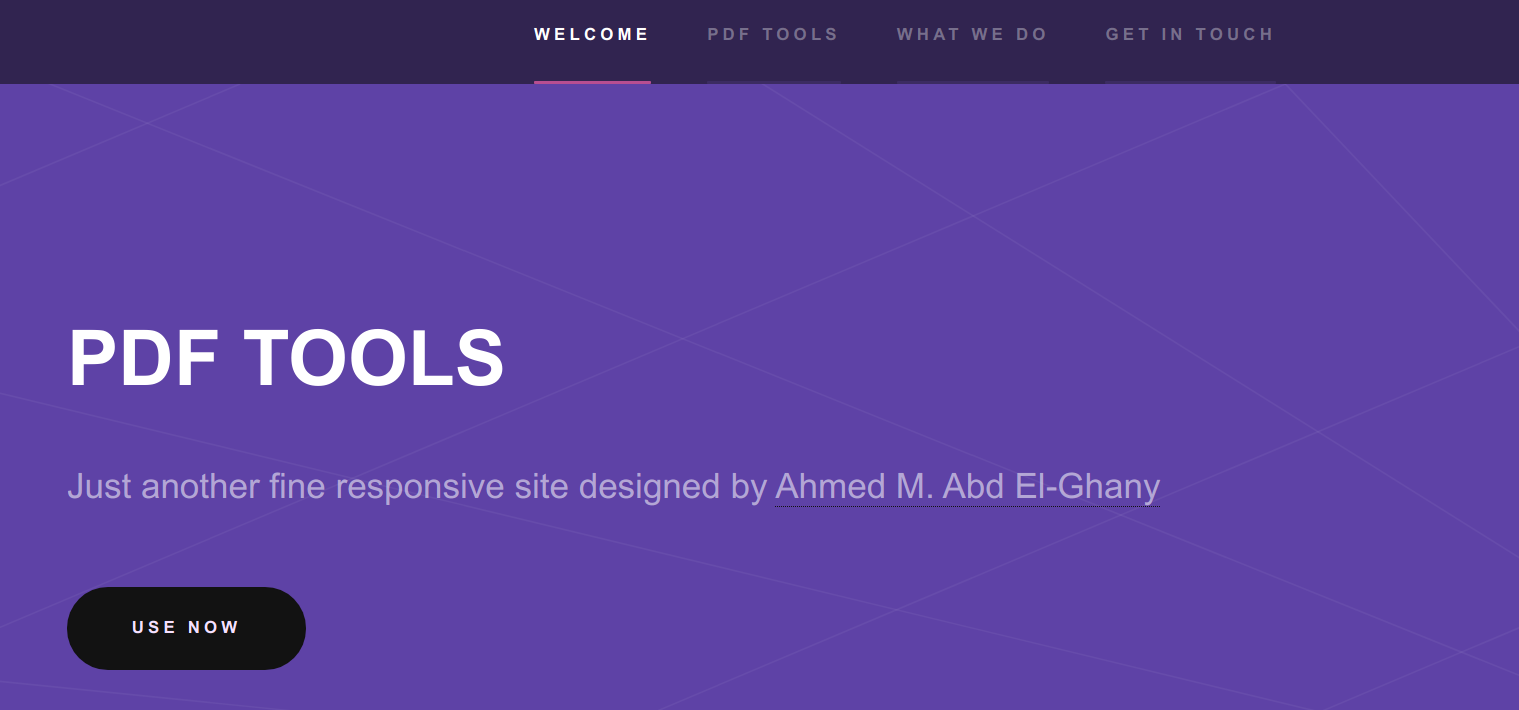 WELCOME PDF TOOLS WHAT WE DO GET IN TOUCH
PDF TOOLS
Just another fine responsive site designed by Ahmed M. Abd El-Ghany
USE NOW